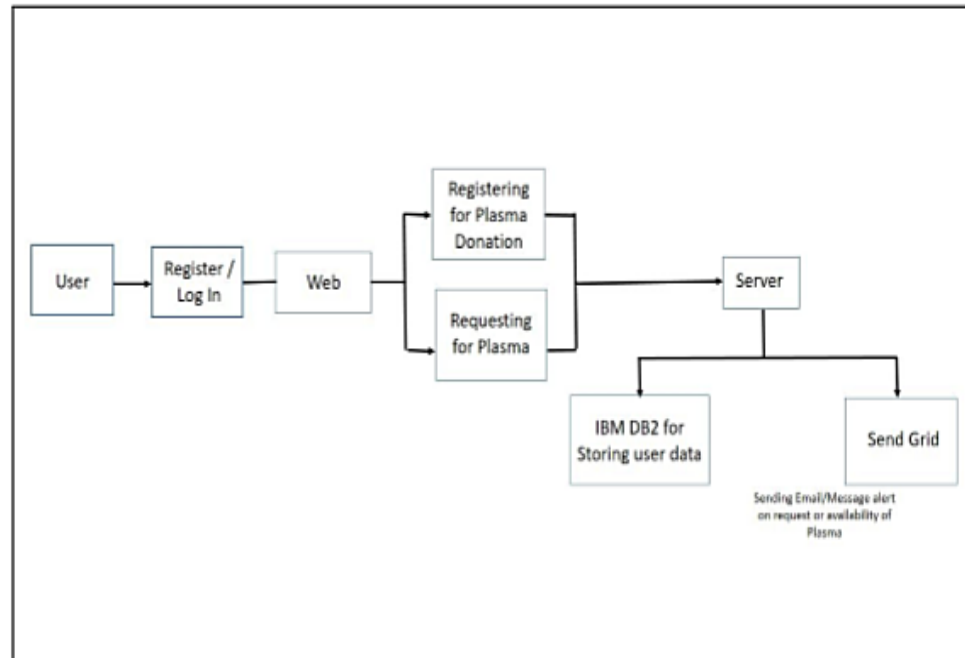 User
Register /
Log In
Web
Registering
for Plasma
Donation
Requesting
for Plasma
Server
IBM DB2 for
Storing user data
Send Grid
Sending Email/Message alert
on request or availability of
Plasma